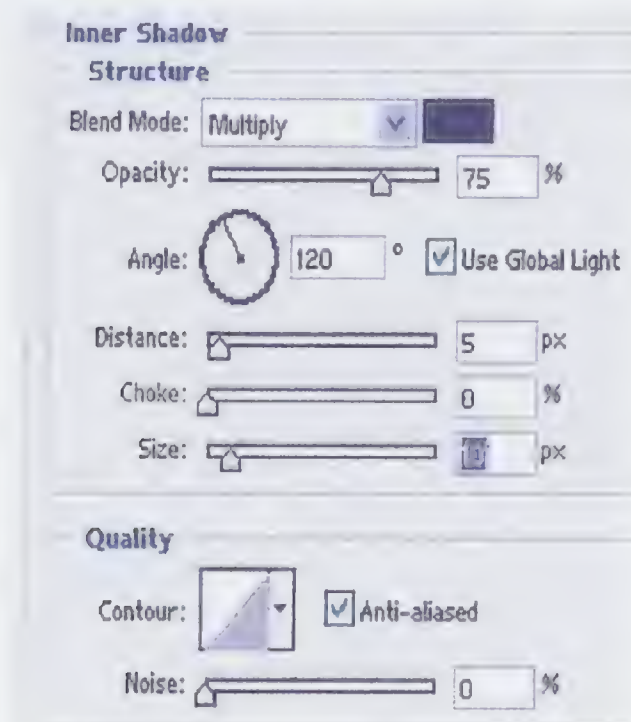 Inner Shadow
Structure
Blend Mode: Multiply
Opacity: 75 %
Angle: 120 ° Use Global Light
Distance: 5 px
Choke: 0 %
Size: px
Quality
Contour: Anti-aliased
Noise: 0 %